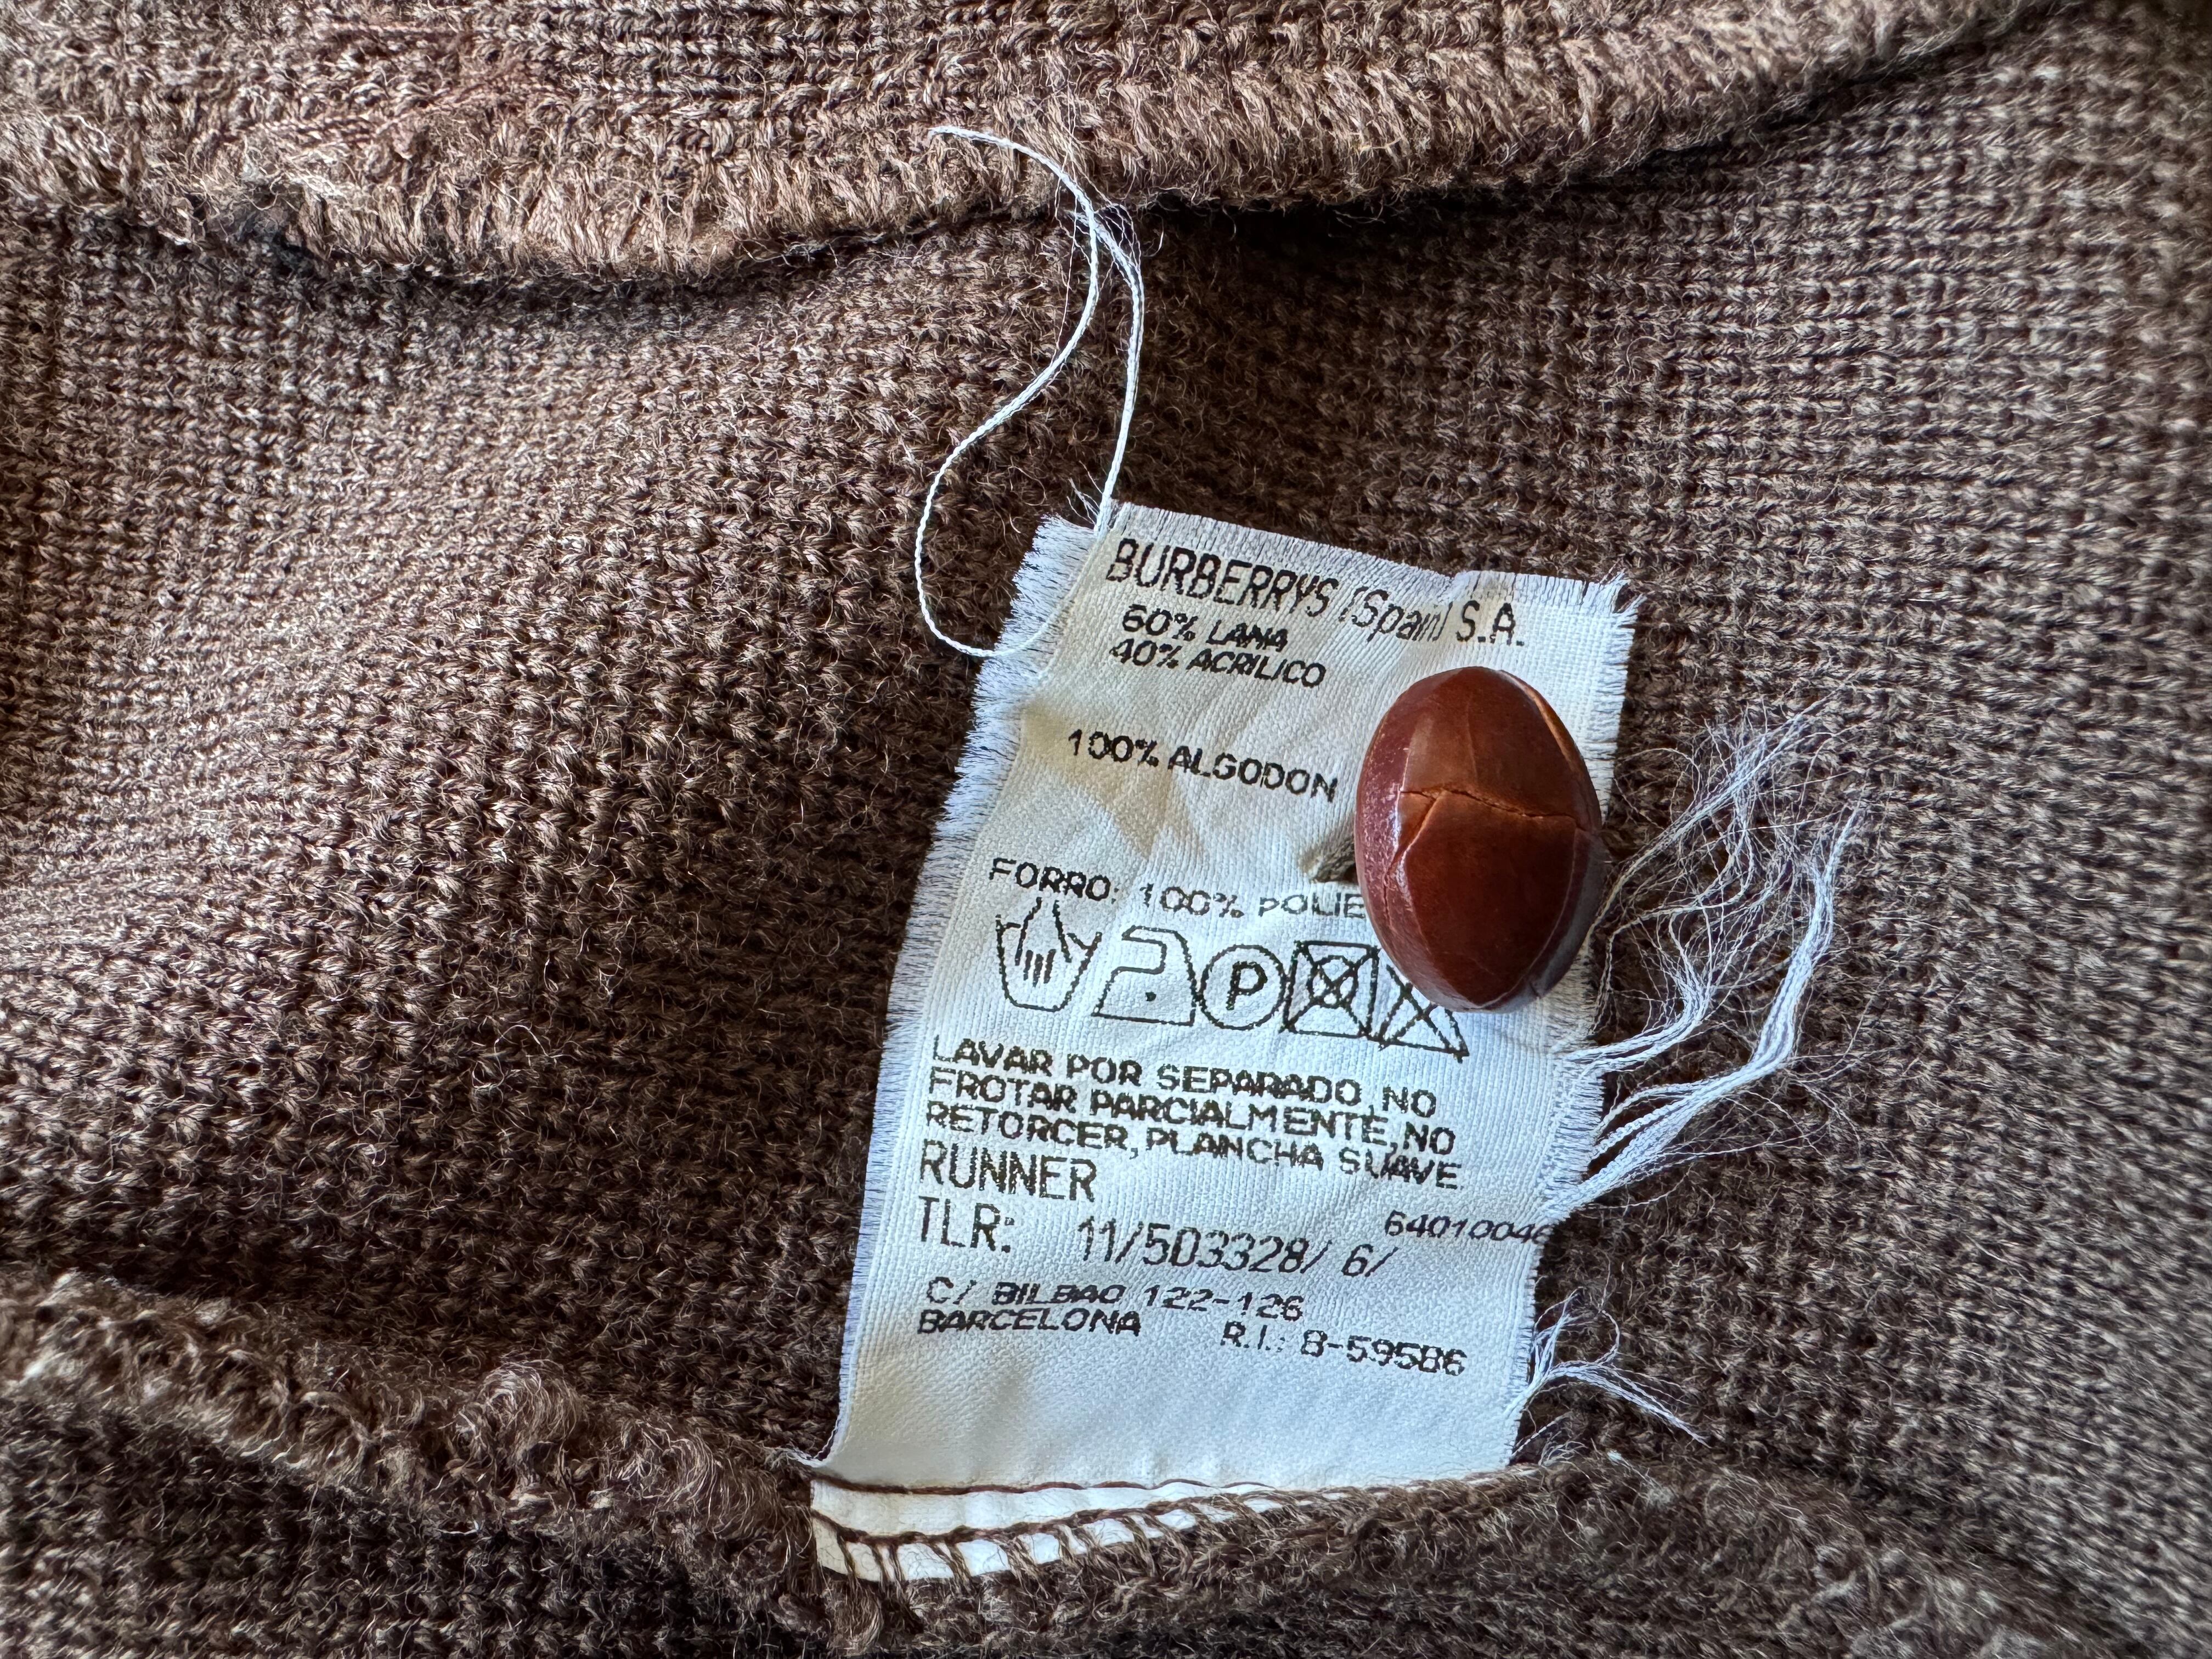 BURBERRYS (Spain) S.A.
60% LANA
40% ACRILICO
100% ALGODON
FORRO: 100% POLIE
P
LAVAR POR SEPARADO, NO
FROTAR PARCIALMENTE, NO
RETORCER, PLANCHA SUAVE
RUNNER
64010046
TLR: 11/503328/ 6/
C/ BILBAO 122-126
BARCELONA R.I.: 8-59586